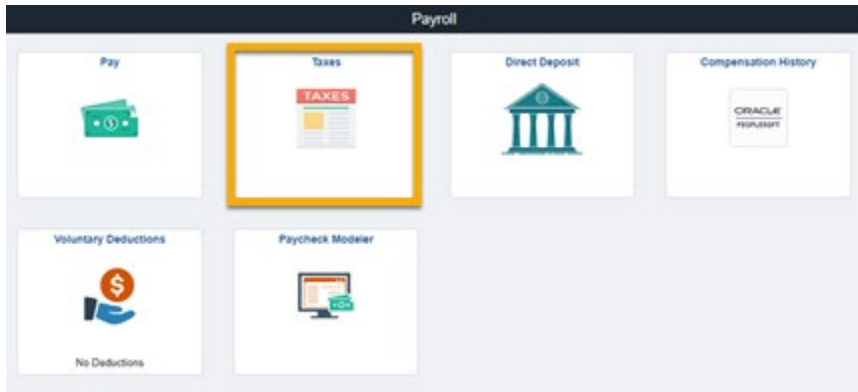 Payroll
Pay
Taxes
Direct Deposit
Compensation History
TAXES
ORACLE
PEOPLESOFT
Voluntary Deductions
Paycheck Modeler
No Deductions